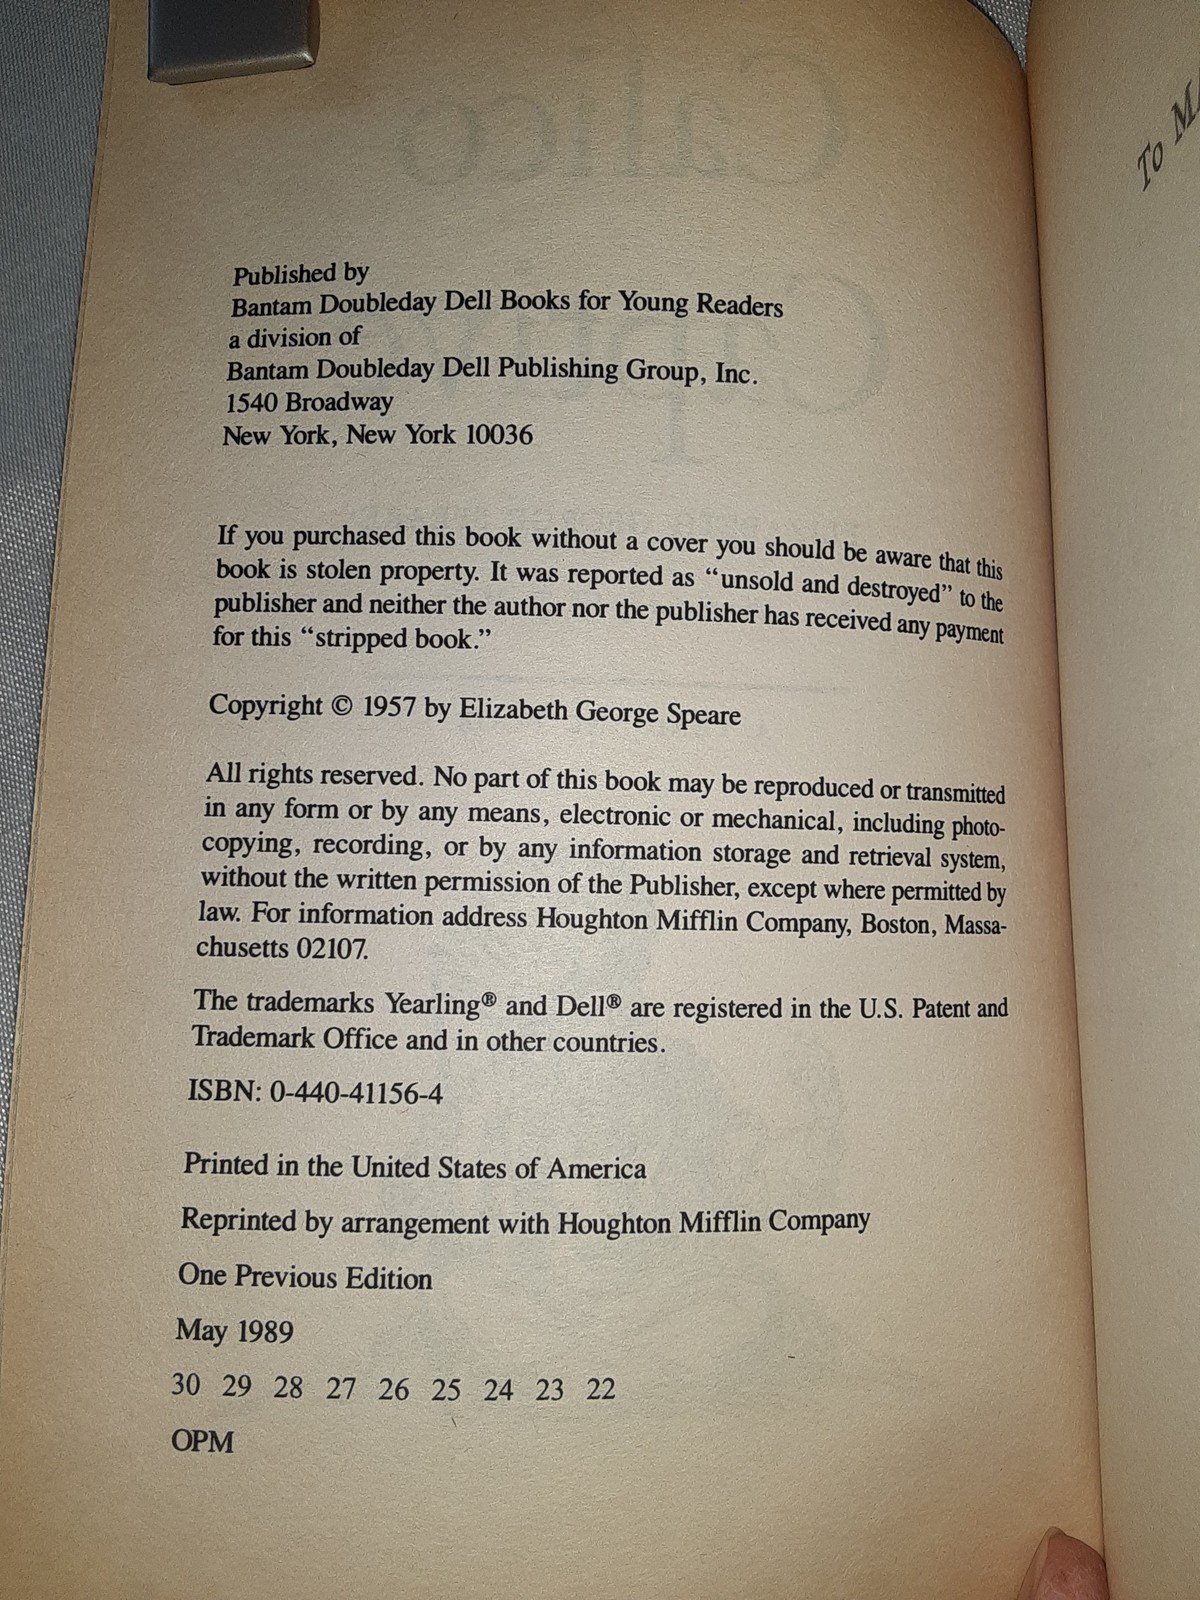 Published by
Bantam Doubleday Dell Books for Young Readers
a division of
Bantam Doubleday Dell Publishing Group, Inc.
1540 Broadway
New York, New York 10036
If you purchased this book without a cover you should be aware that this
book is stolen property. It was reported as “unsold and destroyed” to the
publisher and neither the author nor the publisher has received any payment
for this “stripped book.”
Copyright © 1957 by Elizabeth George Speare
All rights reserved. No part of this book may be reproduced or transmitted
in any form or by any means, electronic or mechanical, including photo-
copying, recording, or by any information storage and retrieval system,
without the written permission of the Publisher, except where permitted by
law. For information address Houghton Mifflin Company, Boston, Massa-
chusetts 02107.
The trademarks Yearling® and Dell® are registered in the U.S. Patent and
Trademark Office and in other countries.
ISBN: 0-440-41156-4
Printed in the United States of America
Reprinted by arrangement with Houghton Mifflin Company
One Previous Edition
May 1989
30 29 28 27 26 25 24 23 22
OPM
To